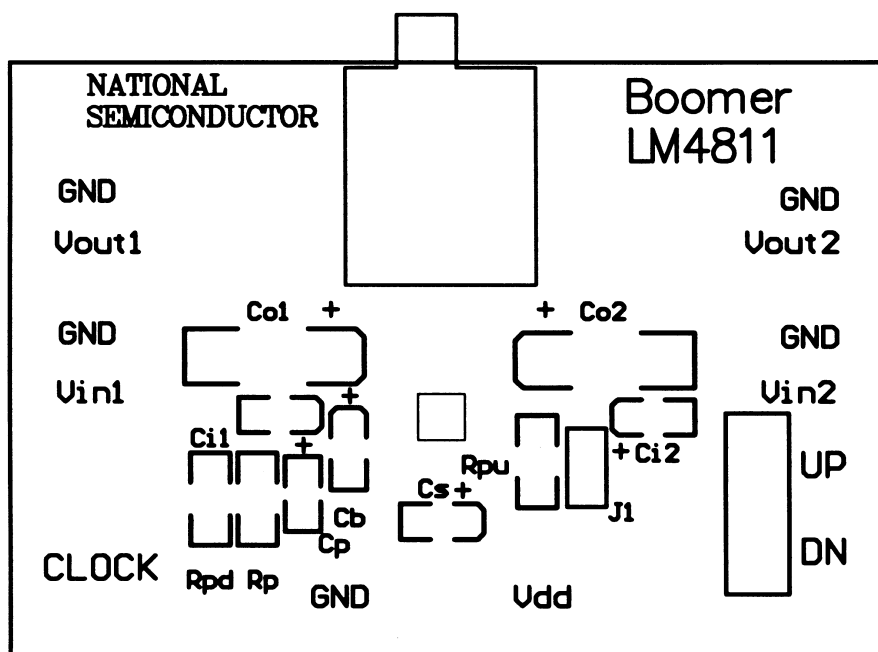 NATIONAL
SEMICONDUCTOR
Boomer
LM4811
GND
GND
Vout1
Vout2
Co1 +
+ Co2
GND
GND
Vin1
Vin2
+
Ci1
+
+ Ci2
Rpu
UP
Cs +
J1
Cb
Cp
DN
CLOCK
Rpd Rp
GND
Vdd